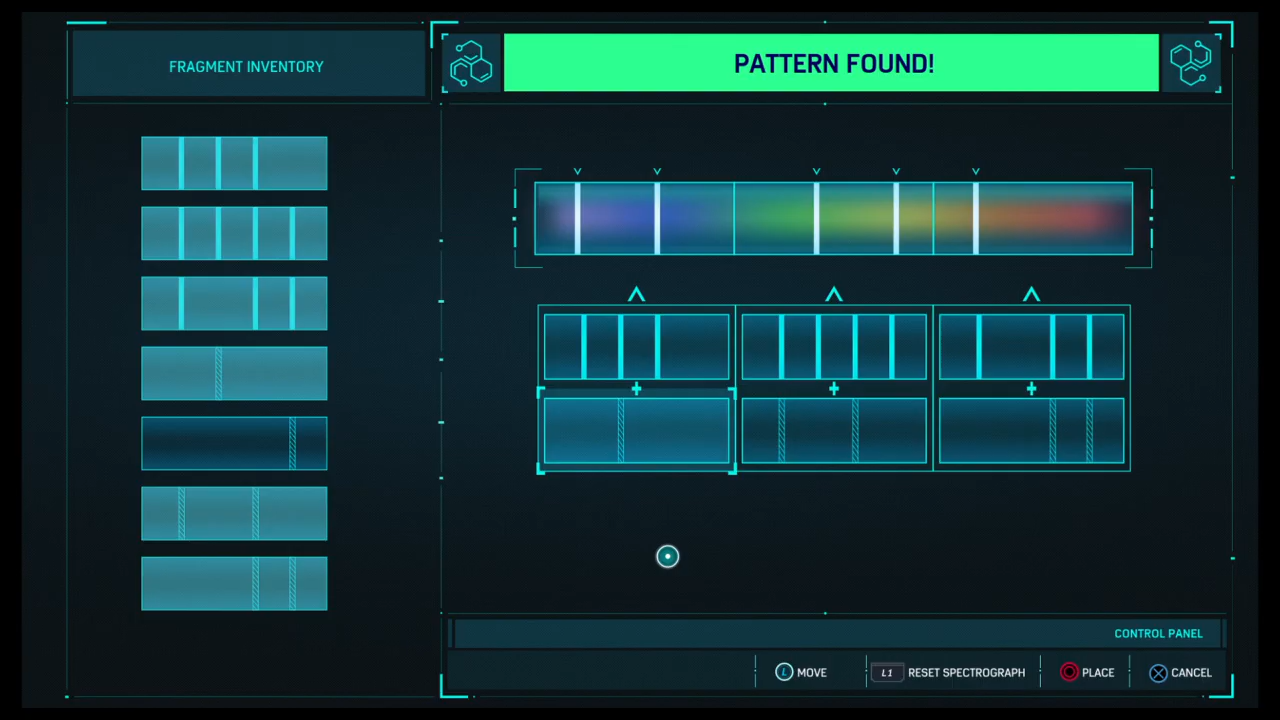 FRAGMENT INVENTORY
PATTERN FOUND!
CONTROL PANEL
L MOVE
L1 RESET SPECTROGRAPH
PLACE
CANCEL